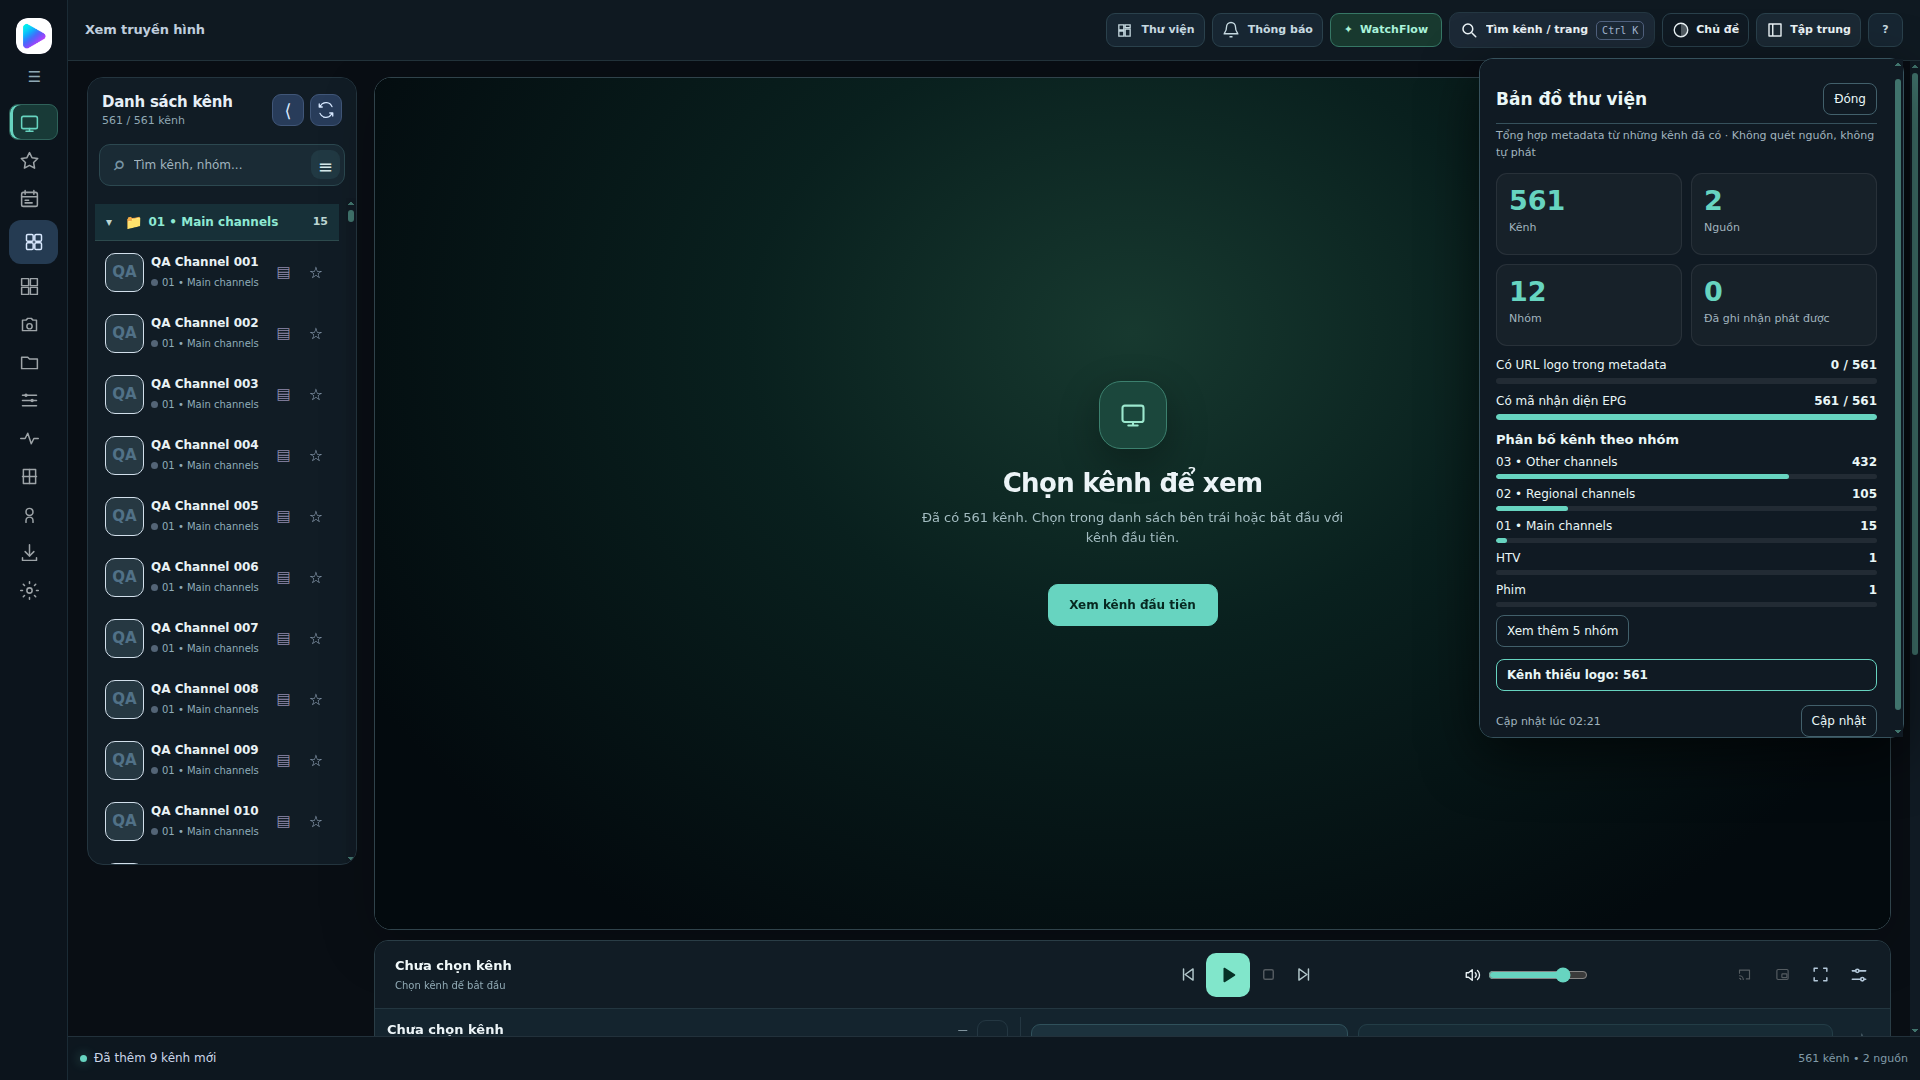 Xem truyền hình
Thư viện
Thông báo
✦ WatchFlow
Tìm kênh / trang
Ctrl K
Chủ đề
Tập trung
?
Danh sách kênh
561 / 561 kênh
Tìm kênh, nhóm...
01 • Main channels
15
QA
QA Channel 001
01 • Main channels
QA
QA Channel 002
01 • Main channels
QA
QA Channel 003
01 • Main channels
QA
QA Channel 004
01 • Main channels
QA
QA Channel 005
01 • Main channels
QA
QA Channel 006
01 • Main channels
QA
QA Channel 007
01 • Main channels
QA
QA Channel 008
01 • Main channels
QA
QA Channel 009
01 • Main channels
QA
QA Channel 010
01 • Main channels
Chọn kênh để xem
Đã có 561 kênh. Chọn trong danh sách bên trái hoặc bắt đầu với
kênh đầu tiên.
Xem kênh đầu tiên
Bản đồ thư viện
Đóng
Tổng hợp metadata từ những kênh đã có · Không quét nguồn, không
tự phát
561
Kênh
2
Nguồn
12
Nhóm
0
Đã ghi nhận phát được
Có URL logo trong metadata
0 / 561
Có mã nhận diện EPG
561 / 561
Phân bố kênh theo nhóm
03 • Other channels
432
02 • Regional channels
105
01 • Main channels
15
HTV
1
Phim
1
Xem thêm 5 nhóm
Kênh thiếu logo: 561
Cập nhật lúc 02:21
Cập nhật
Chưa chọn kênh
Chọn kênh để bắt đầu
Chưa chọn kênh
—
Đã thêm 9 kênh mới
561 kênh • 2 nguồn